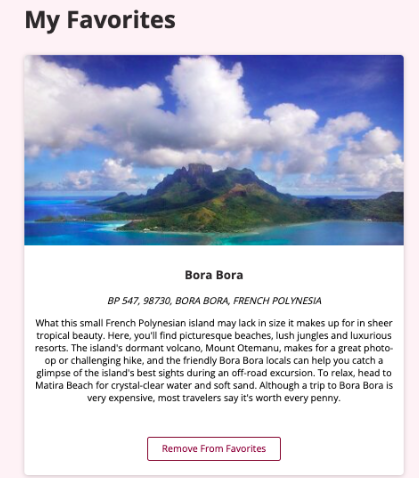 My Favorites
Bora Bora
BP 547, 98730, BORA BORA, FRENCH POLYNESIA
What this small French Polynesian island may lack in size it makes up for in sheer
tropical beauty. Here, you'll find picturesque beaches, lush jungles and luxurious
resorts. The island's dormant volcano, Mount Otemanu, makes for a great photo-
op or challenging hike, and the friendly Bora Bora locals can help you catch a
glimpse of the island's best sights during an off-road excursion. To relax, head to
Matira Beach for crystal-clear water and soft sand. Although a trip to Bora Bora is
very expensive, most travelers say it's worth every penny.
Remove From Favorites